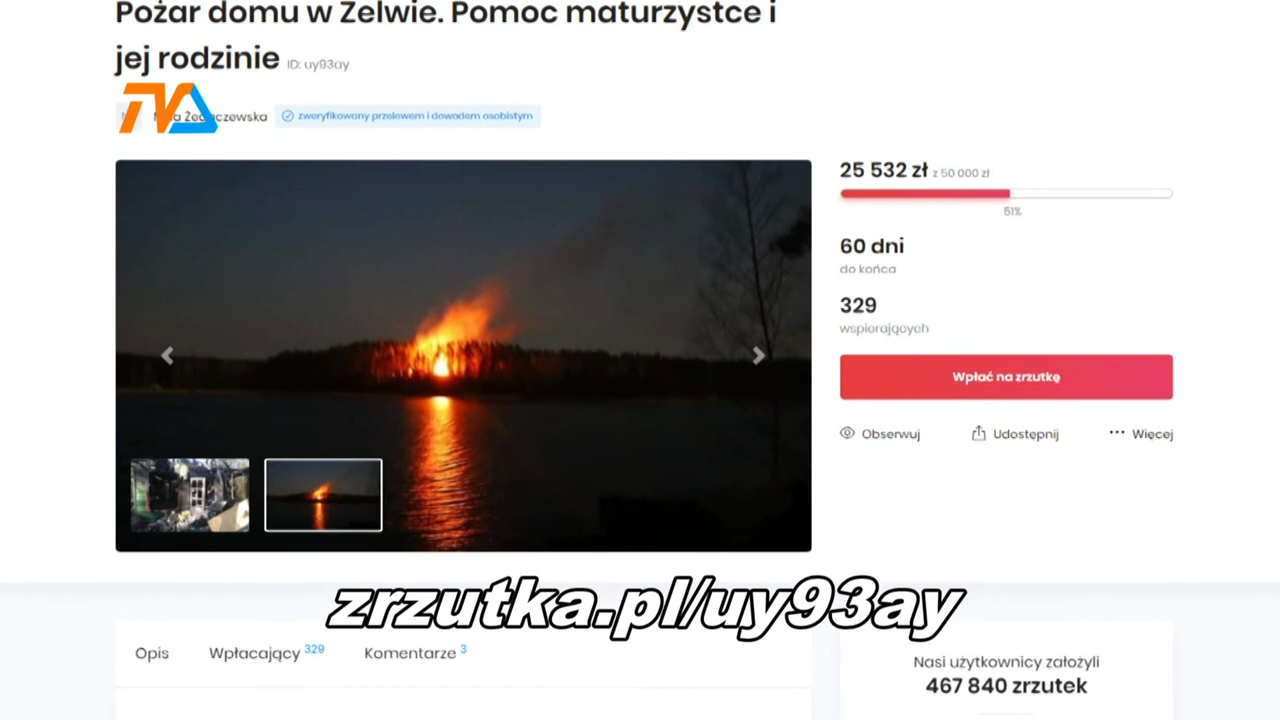 Pożar domu w Zelwie. Pomoc maturzystce i
jej rodzinie ID: uy93ay
TVA
zweryfikowany przelewem i dowodem osobistym
25 532 zł z 50 000 zł
51%
60 dni
do końca
329
wspierających
Wpłać na zrzutkę
Obserwuj Udostępnij ··· Więcej
zrzutka.pl/uy93ay
Opis Wpłacający 329 Komentarze 3
Nasi użytkownicy założyli
467 840 zrzutek